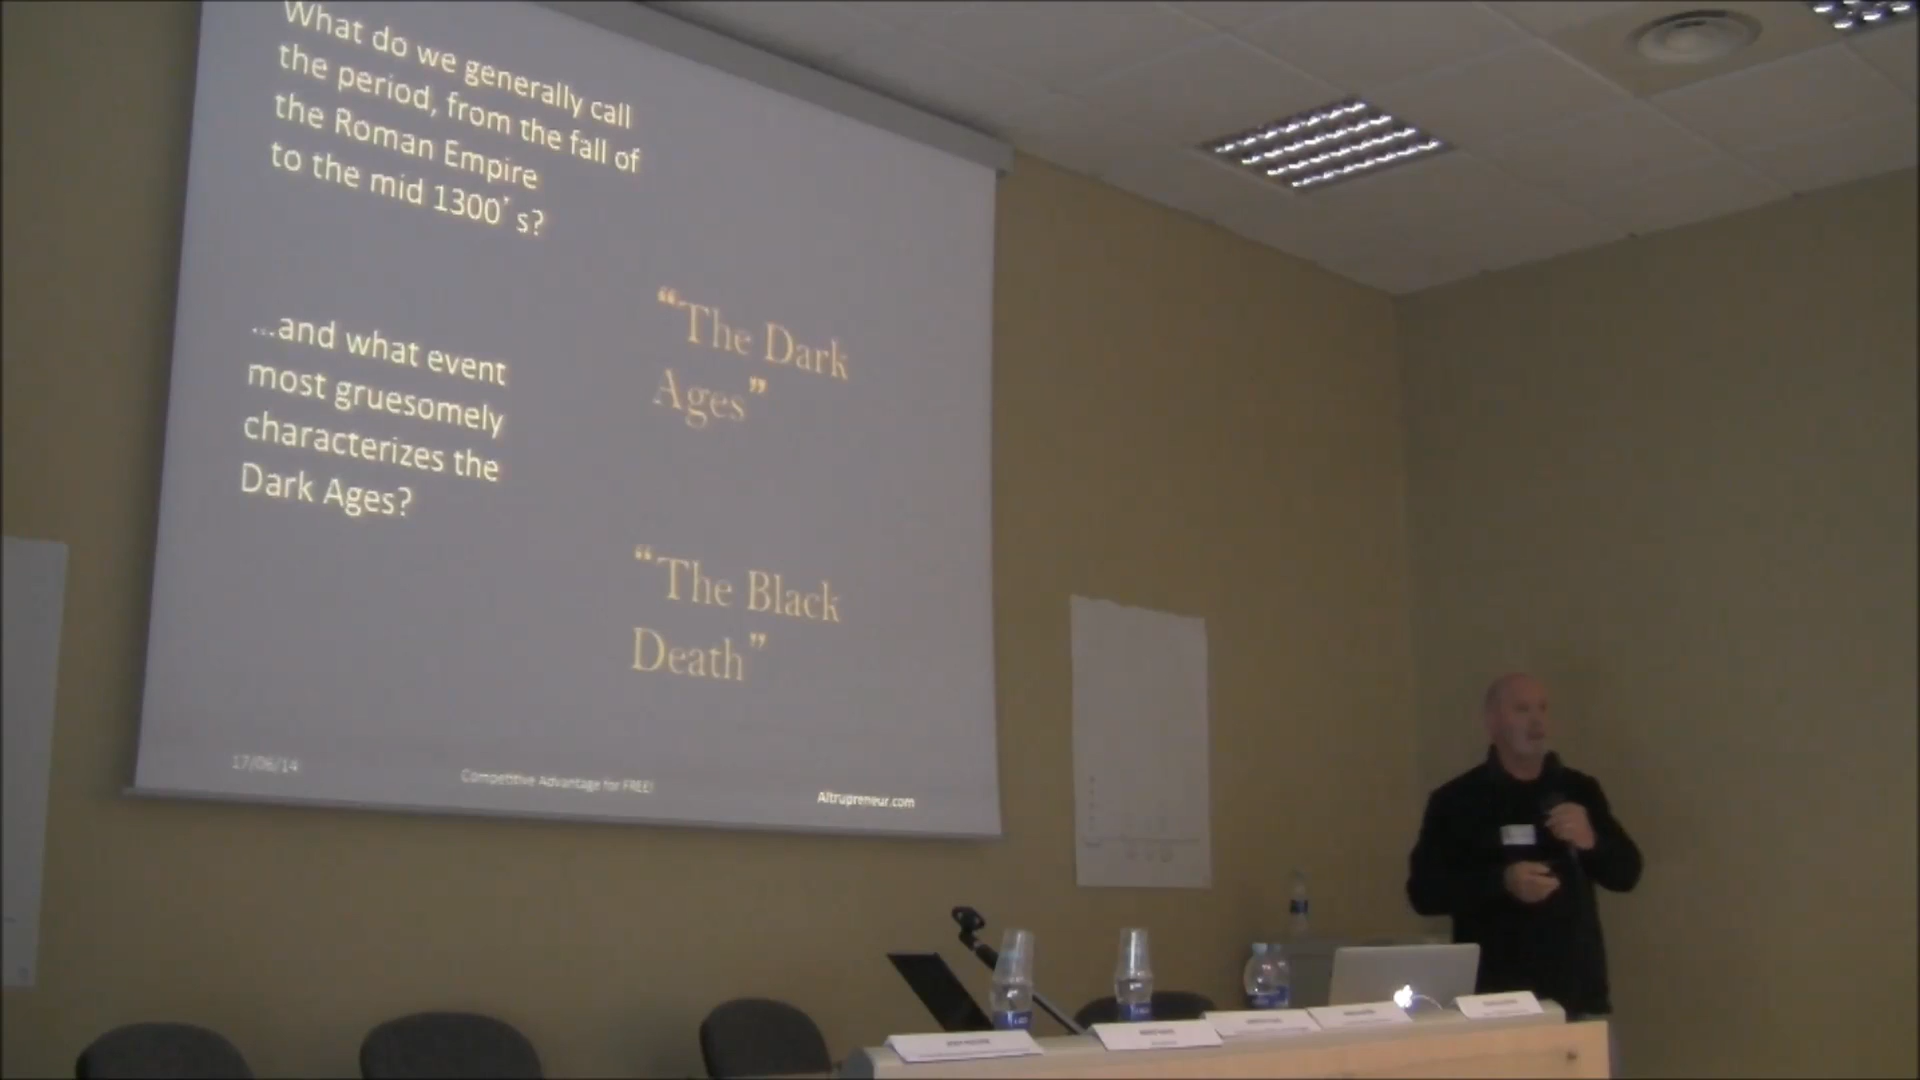 What do we generally call
the period, from the fall of
the Roman Empire
to the mid 1300's?
...and what event
most gruesomely
characterizes the
Dark Ages?
“The Dark
Ages”
“The Black
Death”
17/06/14
Competitive Advantage for FREE!
Altrupreneur.com